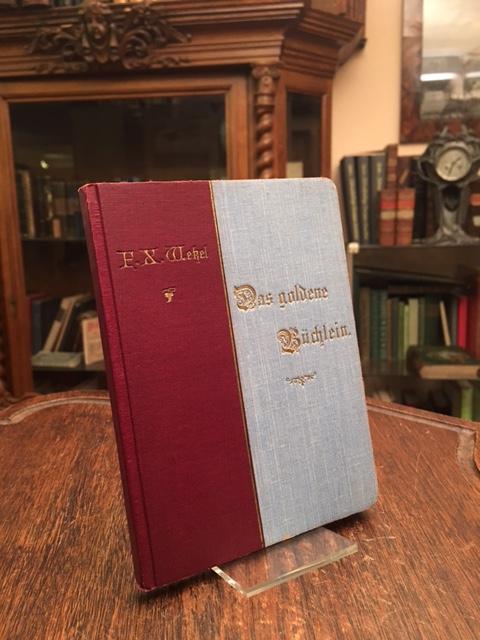 F. X. Wetzel
Das goldene
Büchlein.